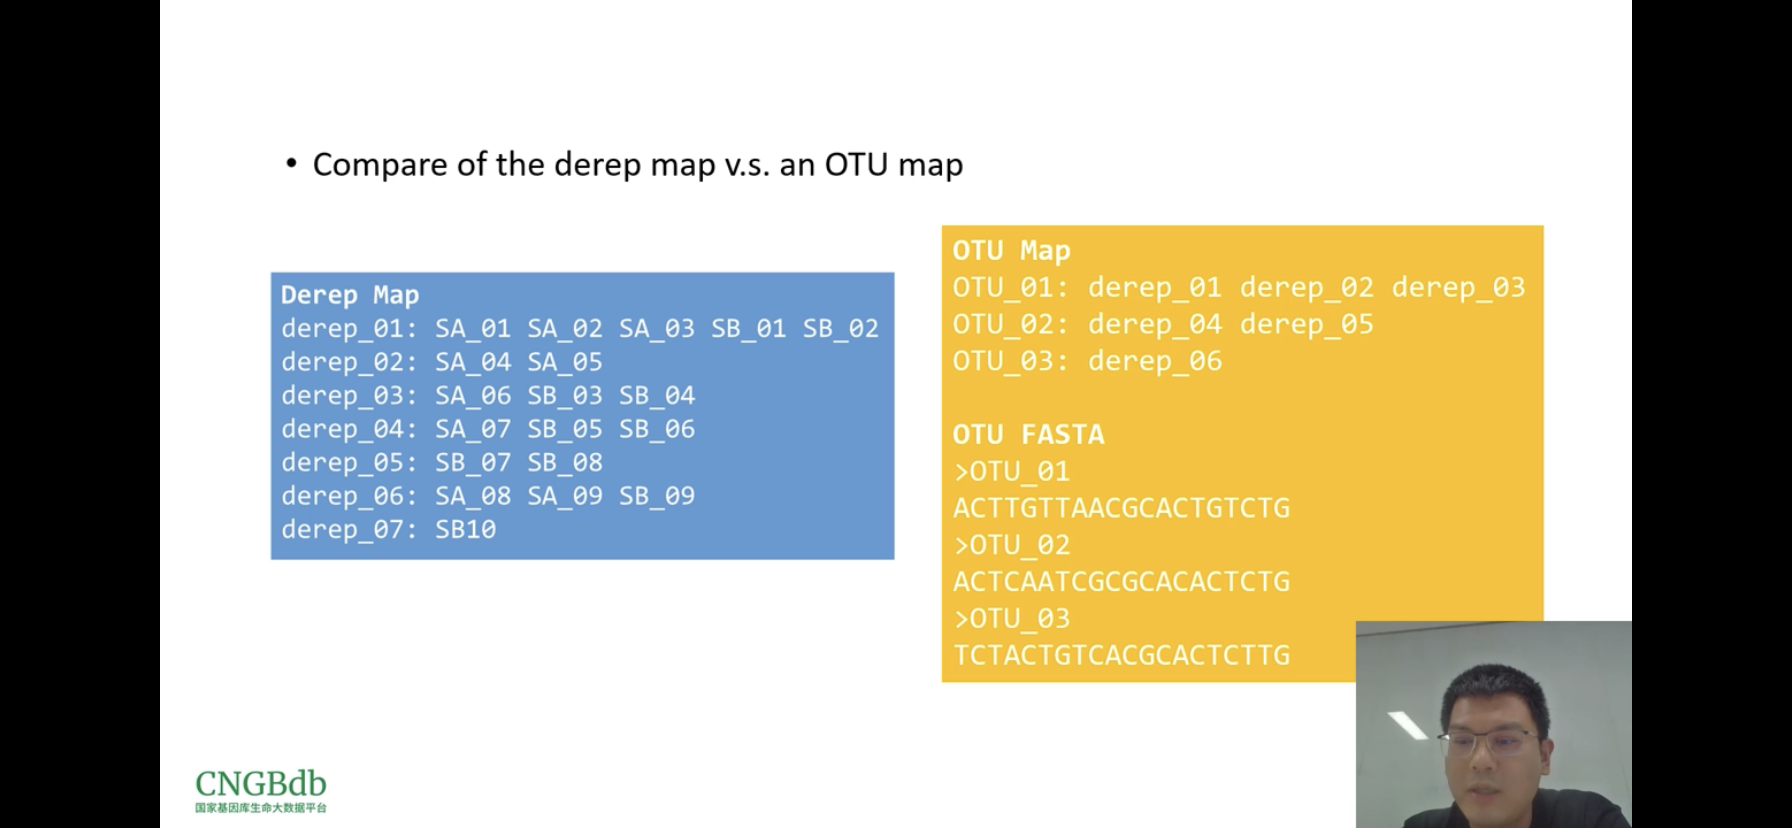 • Compare of the derep map v.s. an OTU map
Derep Map
derep_01: SA_01 SA_02 SA_03 SB_01 SB_02
derep_02: SA_04 SA_05
derep_03: SA_06 SB_03 SB_04
derep_04: SA_07 SB_05 SB_06
derep_05: SB_07 SB_08
derep_06: SA_08 SA_09 SB_09
derep_07: SB10
OTU Map
OTU_01: derep_01 derep_02 derep_03
OTU_02: derep_04 derep_05
OTU_03: derep_06
OTU FASTA
>OTU_01
ACTTGTTAACGCACTGTCTG
>OTU_02
ACTCAATCGCGCACACTCTG
>OTU_03
TCTACTGTCACGCACTCTTG
CNGBdb
国家基因库生命大数据平台